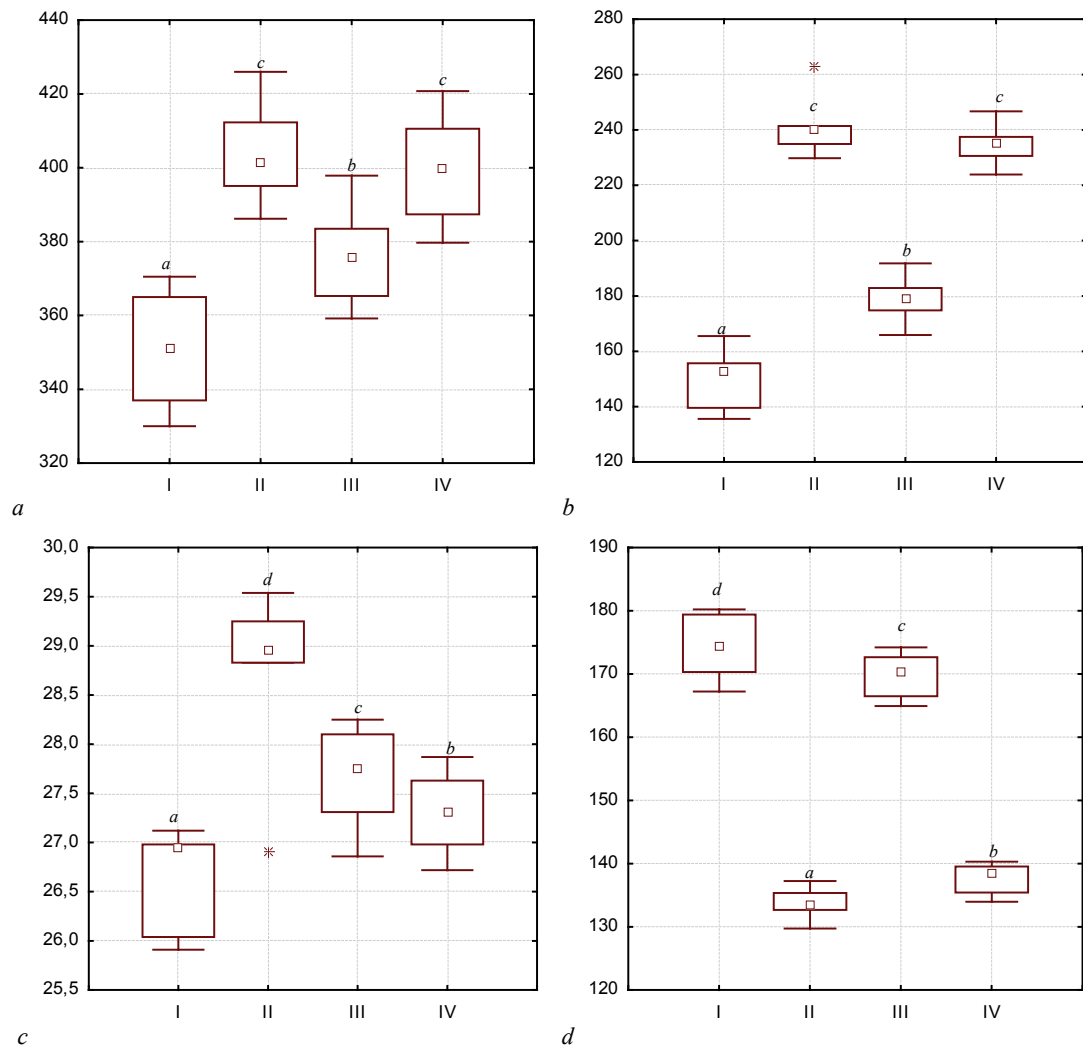 440
420
400
380
360
340
320
a
c
b
c
I II III IV
a
280
260
240
220
200
180
160
140
120
a
c
b
c
I II III IV
b
30,0
29,5
29,0
28,5
28,0
27,5
27,0
26,5
26,0
25,5
a
d
c
b
I II III IV
c
190
180
170
160
150
140
130
120
d
a
c
b
I II III IV
d